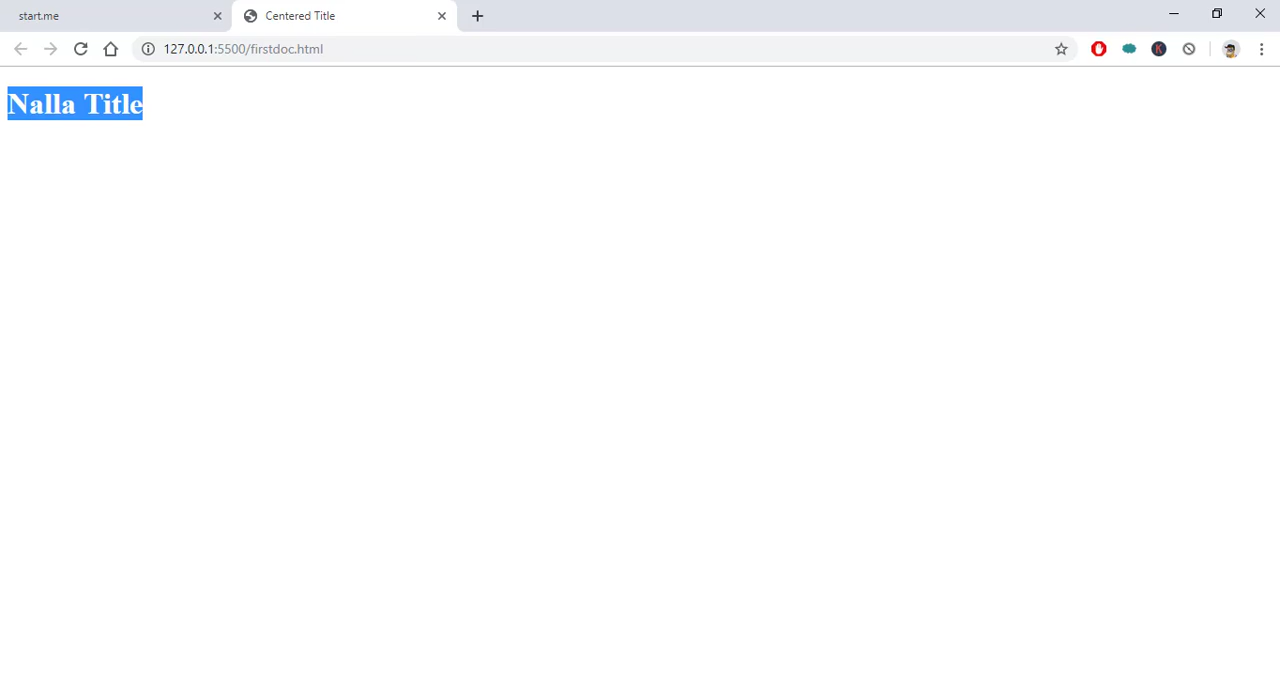 start.me
Centered Title
127.0.0.1:5500/firstdoc.html
K
Nalla Title